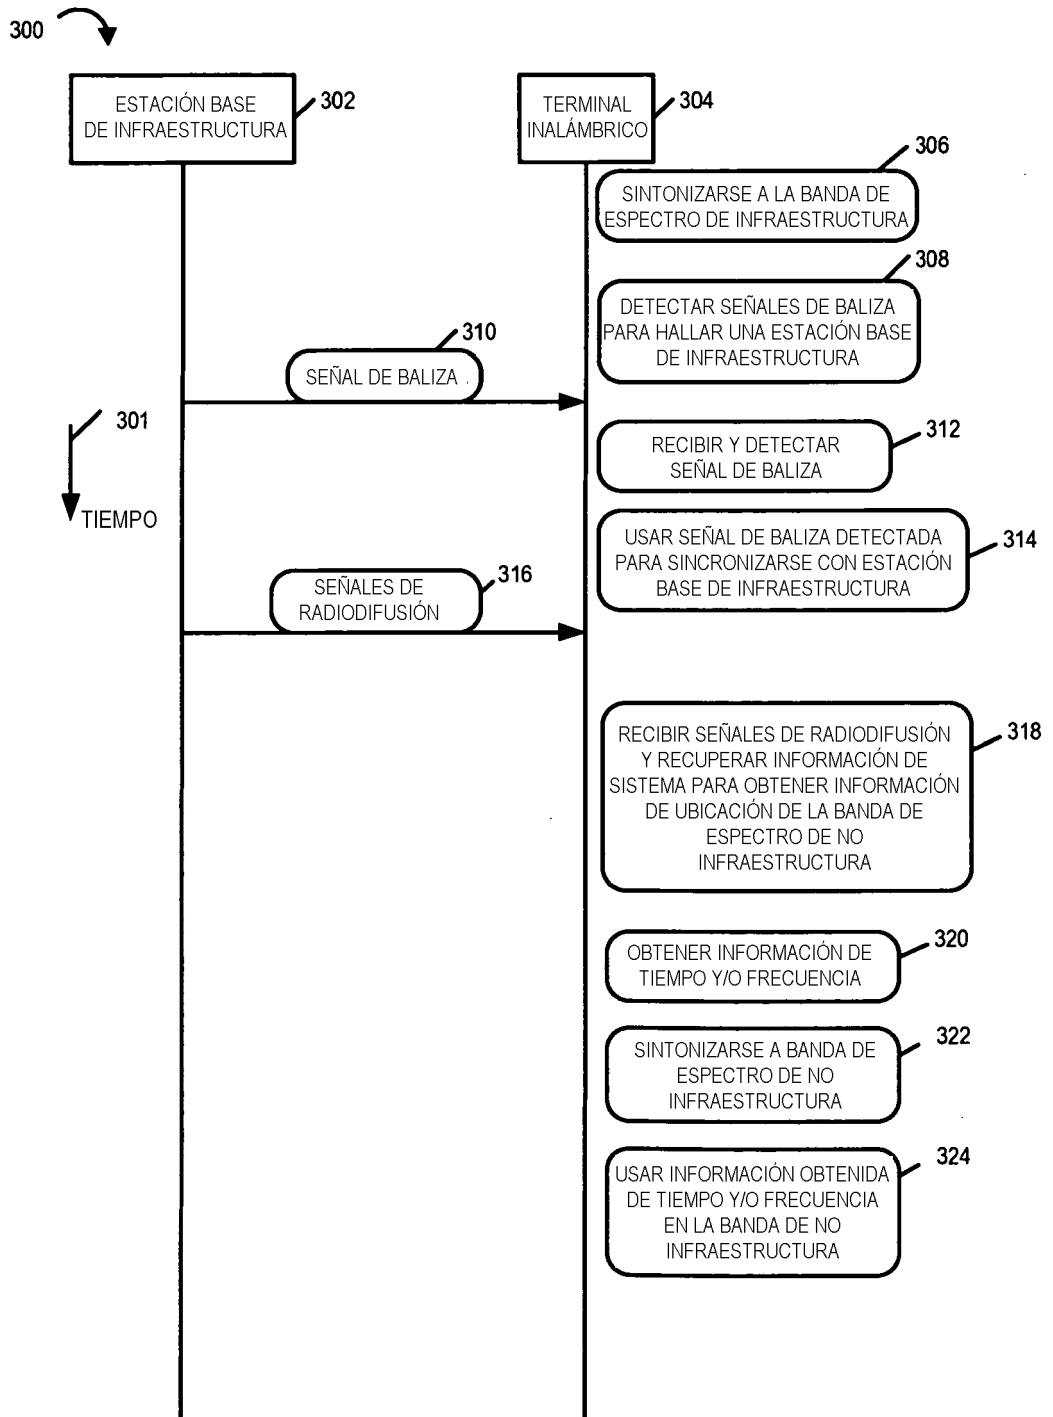 300
ESTACIÓN BASE
DE INFRAESTRUCTURA
302
TERMINAL
INALÁMBRICO
304
306
SINTONIZARSE A LA BANDA DE
ESPECTRO DE INFRAESTRUCTURA
308
DETECTAR SEÑALES DE BALIZA
PARA HALLAR UNA ESTACIÓN BASE
DE INFRAESTRUCTURA
310
SEÑAL DE BALIZA
301
TIEMPO
312
RECIBIR Y DETECTAR
SEÑAL DE BALIZA
314
USAR SEÑAL DE BALIZA DETECTADA
PARA SINCRONIZARSE CON ESTACIÓN
BASE DE INFRAESTRUCTURA
316
SEÑALES DE
RADIODIFUSIÓN
318
RECIBIR SEÑALES DE RADIODIFUSIÓN
Y RECUPERAR INFORMACIÓN DE
SISTEMA PARA OBTENER INFORMACIÓN
DE UBICACIÓN DE LA BANDA DE
ESPECTRO DE NO
INFRAESTRUCTURA
320
OBTENER INFORMACIÓN DE
TIEMPO Y/O FRECUENCIA
322
SINTONIZARSE A BANDA DE
ESPECTRO DE NO
INFRAESTRUCTURA
324
USAR INFORMACIÓN OBTENIDA
DE TIEMPO Y/O FRECUENCIA
EN LA BANDA DE NO
INFRAESTRUCTURA